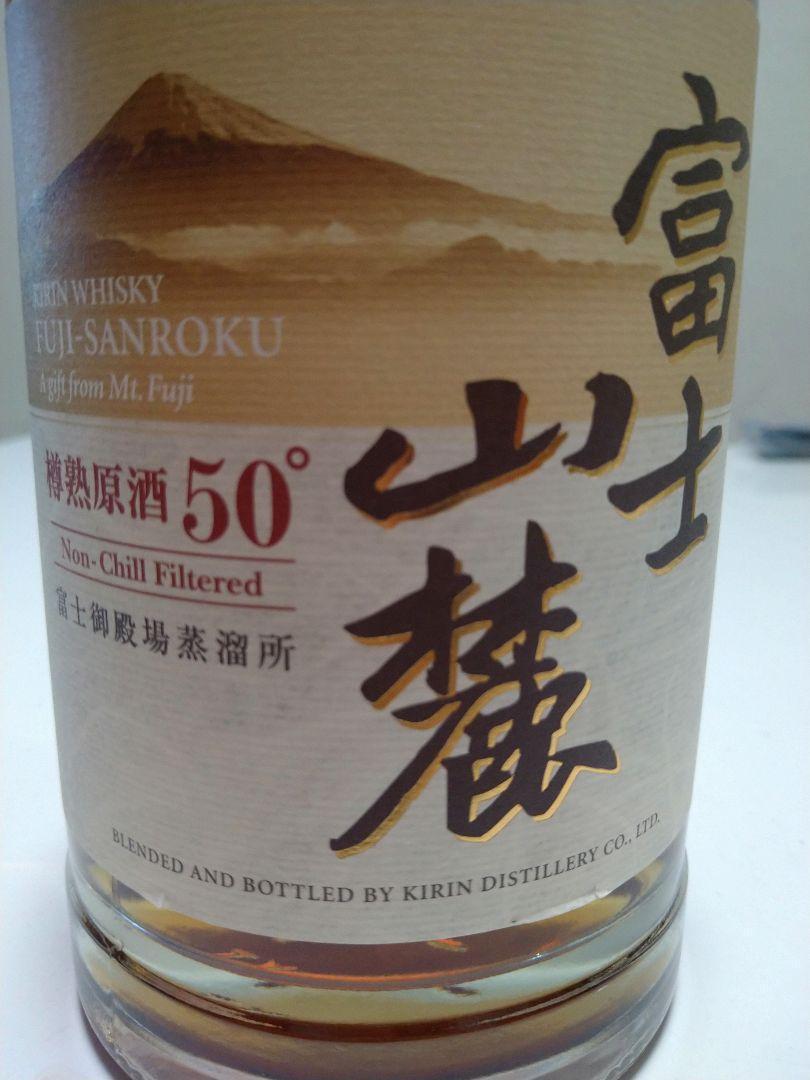 富士
山麓
KIRIN WHISKY
FUJI-SANROKU
A gift from Mt. Fuji
樽熟原酒 50°
Non-Chill Filtered
富士御殿場蒸溜所
BLENDED AND BOTTLED BY KIRIN DISTILLERY CO., LTD.